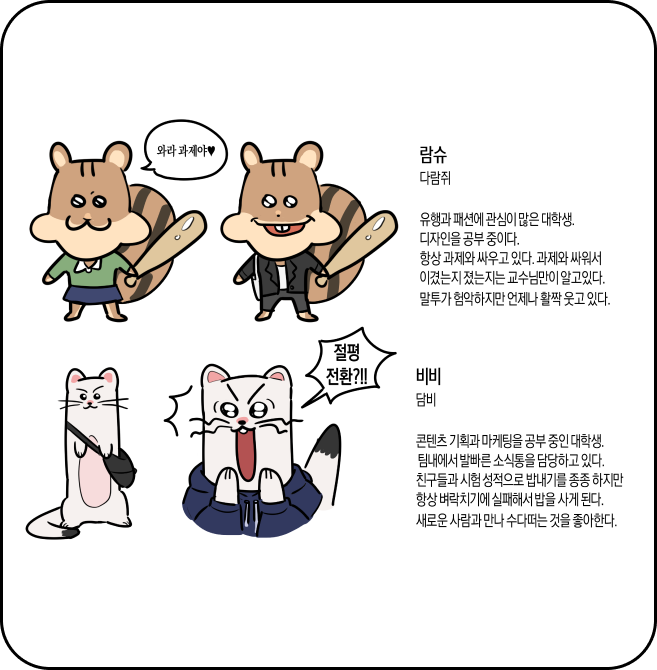 와라 과제야♥
람슈
다람쥐
유행과 패션에 관심이 많은 대학생.
디자인을 공부 중이다.
항상 과제와 싸우고 있다. 과제와 싸워서
이겼는지 졌는지는 교수님만이 알고있다.
말투가 험악하지만 언제나 활짝 웃고 있다.
절평
전환?!!
비비
담비
콘텐츠 기획과 마케팅을 공부 중인 대학생.
팀내에서 발빠른 소식통을 담당하고 있다.
친구들과 시험 성적으로 밥내기를 종종 하지만
항상 벼락치기에 실패해서 밥을 사게 된다.
새로운 사람과 만나 수다떠는 것을 좋아한다.